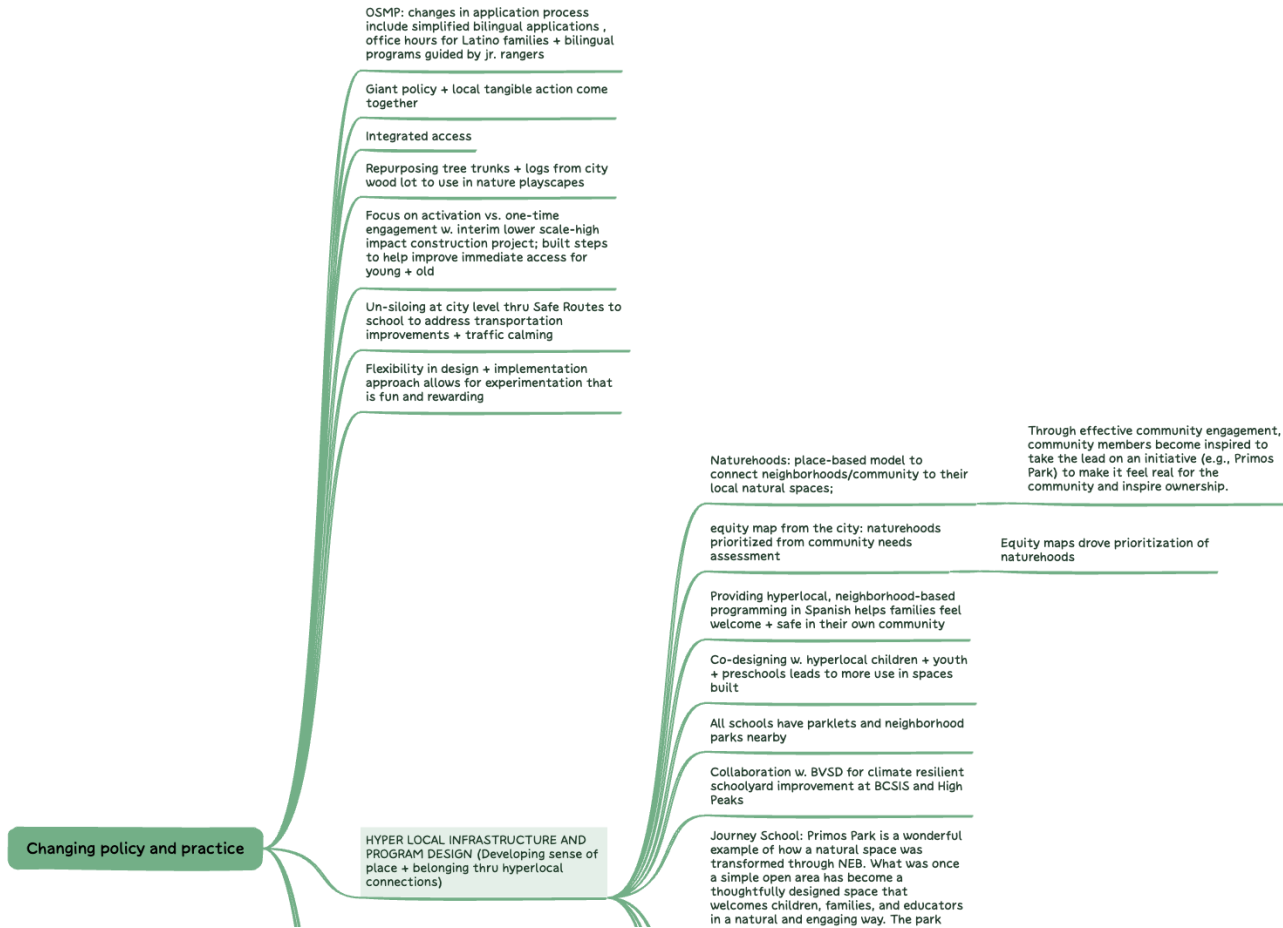 OSMP: changes in application process
include simplified bilingual applications ,
office hours for Latino families + bilingual
programs guided by jr. rangers
Giant policy + local tangible action come
together
Integrated access
Repurposing tree trunks + logs from city
wood lot to use in nature playscapes
Focus on activation vs. one-time
engagement w. interim lower scale-high
impact construction project; built steps
to help improve immediate access for
young + old
Un-siloing at city level thru Safe Routes to
school to address transportation
improvements + traffic calming
Flexibility in design + implementation
approach allows for experimentation that
is fun and rewarding
Changing policy and practice
HYPER LOCAL INFRASTRUCTURE AND
PROGRAM DESIGN (Developing sense of
place + belonging thru hyperlocal
connections)
Naturehoods: place-based model to
connect neighborhoods/community to their
local natural spaces;
Through effective community engagement,
community members become inspired to
take the lead on an initiative (e.g., Primos
Park) to make it feel real for the
community and inspire ownership.
equity map from the city: naturehoods
prioritized from community needs
assessment
Equity maps drove prioritization of
naturehoods
Providing hyperlocal, neighborhood-based
programming in Spanish helps families feel
welcome + safe in their own community
Co-designing w. hyperlocal children + youth
+ preschools leads to more use in spaces
built
All schools have parklets and neighborhood
parks nearby
Collaboration w. BVSD for climate resilient
schoolyard improvement at BCSIS and High
Peaks
Journey School: Primos Park is a wonderful
example of how a natural space was
transformed through NEB. What was once
a simple open area has become a
thoughtfully designed space that
welcomes children, families, and educators
in a natural and engaging way. The park